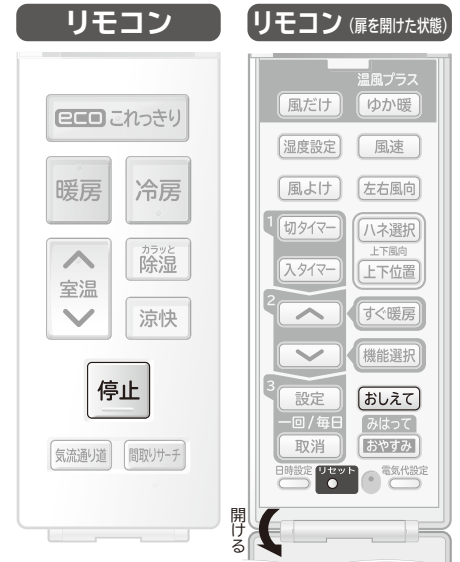 リモコン
eco これっきり
暖房
冷房
室温
カラッと
除湿
涼快
停止
気流通り道
間取りサーチ
リモコン (扉を開けた状態)
温風プラス
風だけ
ゆか暖
湿度設定
風速
風よけ
左右風向
1
切タイマー
ハネ選択
上下風向
入タイマー
上下位置
2
すぐ暖房
機能選択
3
設定
おしえて
一回/毎日
みはって
取消
おやすみ
日時設定
リセット
電気代設定
開ける